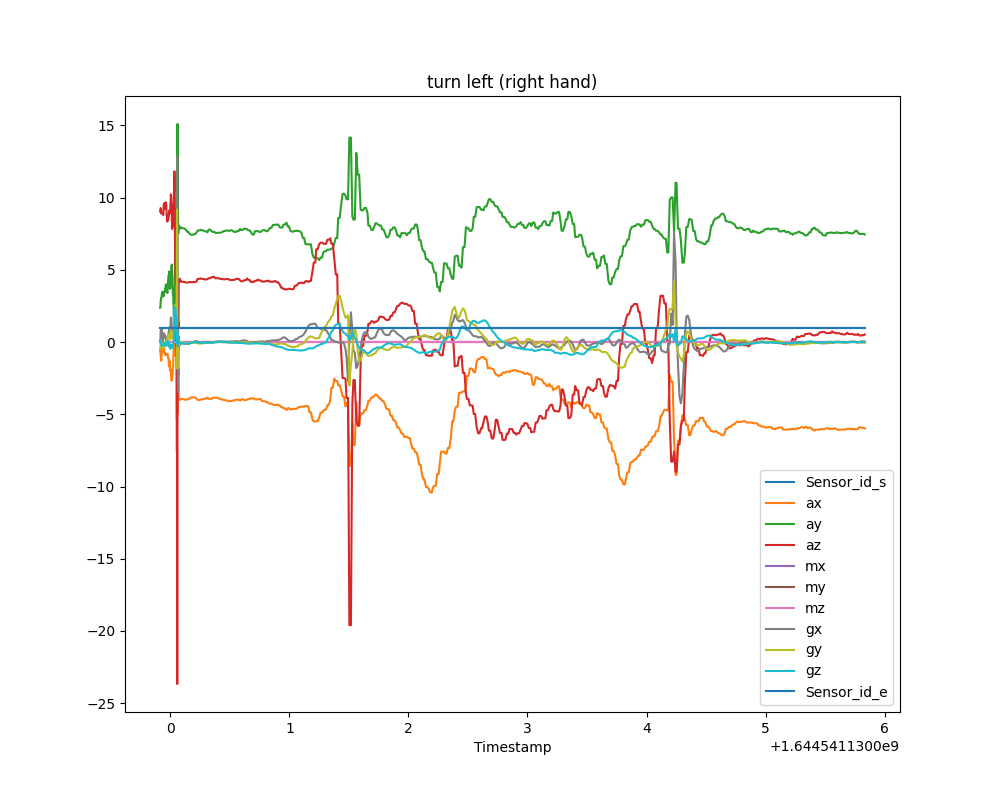 turn left (right hand)
15
10
5
0
−5
−10
−15
−20
−25
Sensor_id_s
ax
ay
az
mx
my
mz
gx
gy
gz
Sensor_id_e
0 1 2 3 4 5 6
Timestamp
+1.6445411300e9